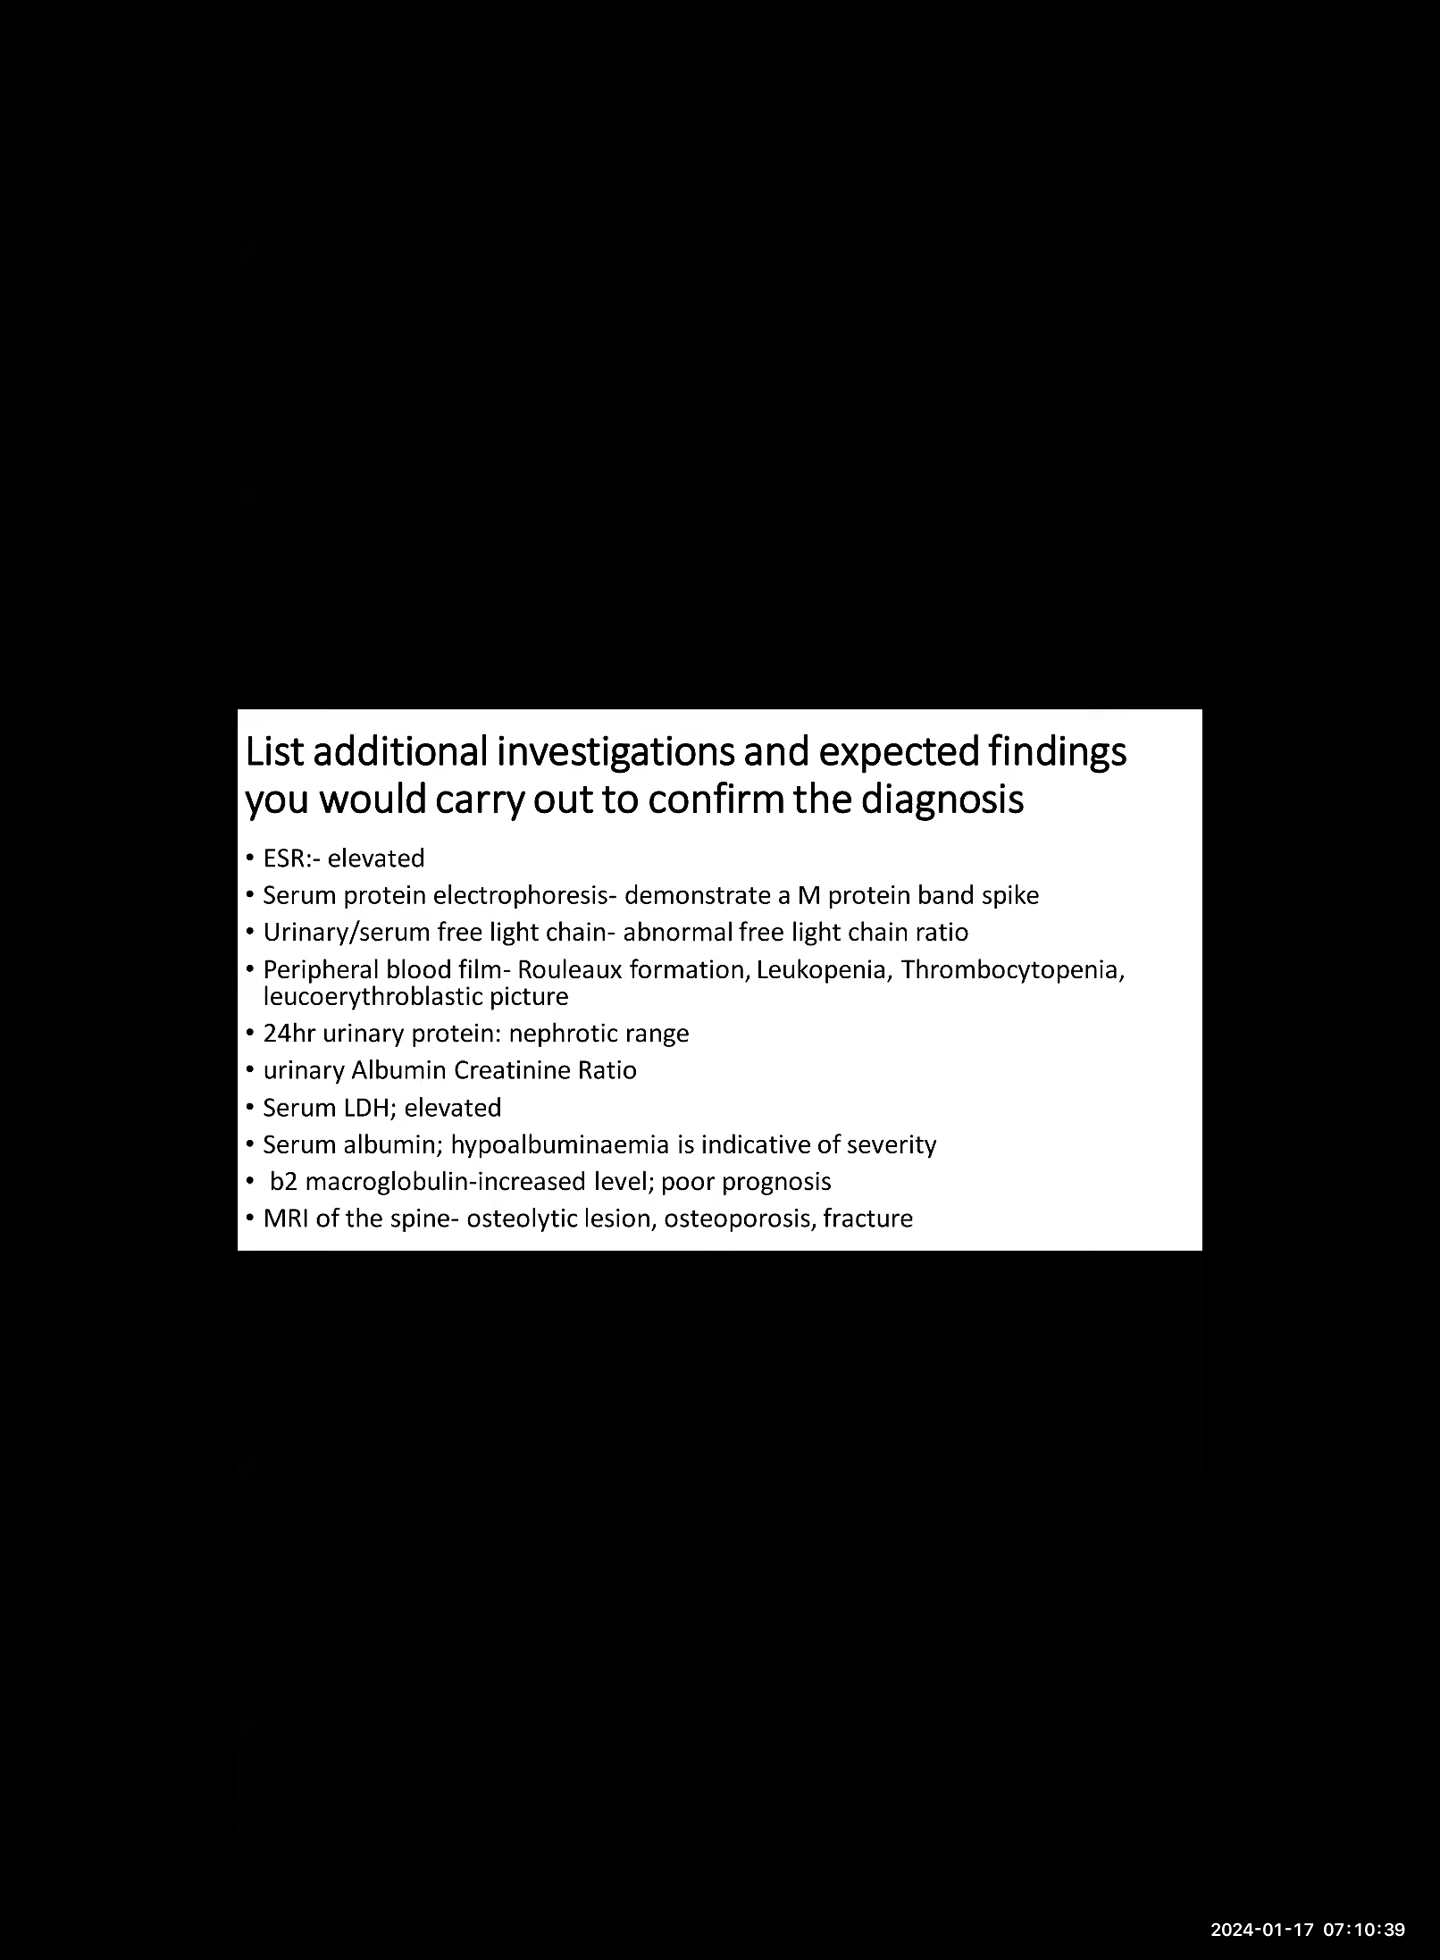 List additional investigations and expected findings
you would carry out to confirm the diagnosis
• ESR:- elevated
• Serum protein electrophoresis- demonstrate a M protein band spike
• Urinary/serum free light chain- abnormal free light chain ratio
• Peripheral blood film- Rouleaux formation, Leukopenia, Thrombocytopenia,
leucoerythroblastic picture
• 24hr urinary protein: nephrotic range
• urinary Albumin Creatinine Ratio
• Serum LDH; elevated
• Serum albumin; hypoalbuminaemia is indicative of severity
• b2 macroglobulin-increased level; poor prognosis
• MRI of the spine- osteolytic lesion, osteoporosis, fracture
2024-01-17 07:10:39